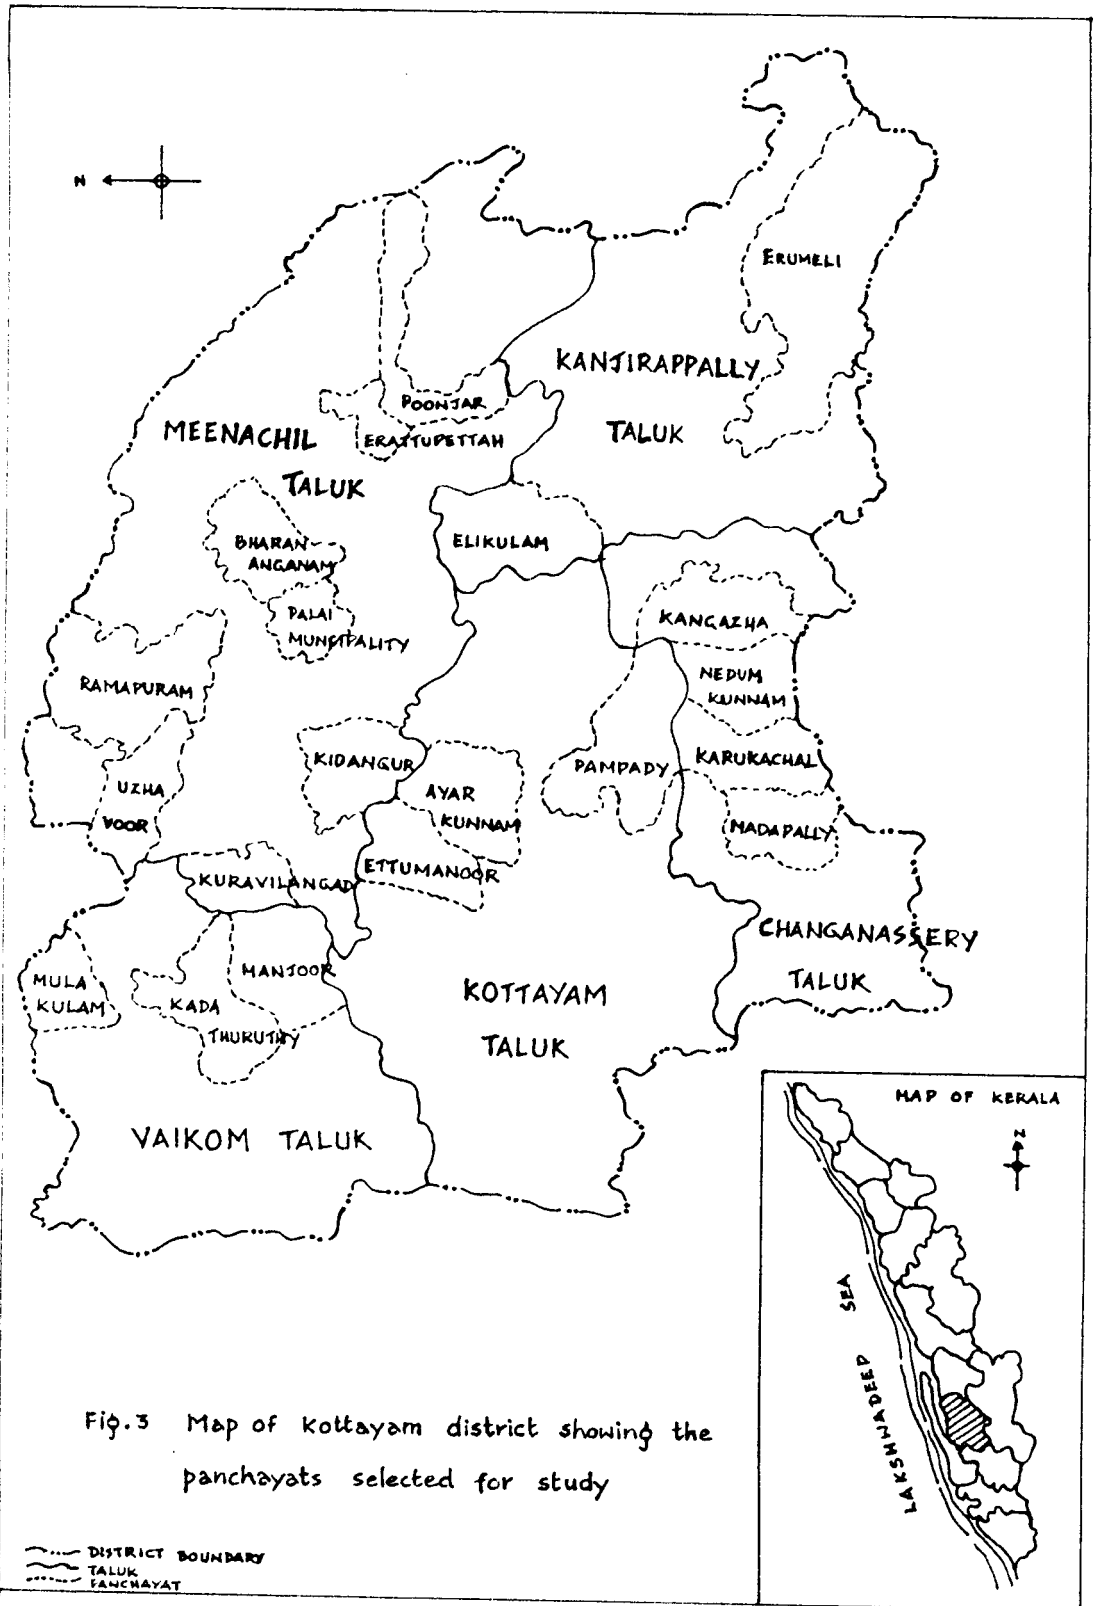 N
ERUMELI
KANJIRAPPALLY
TALUK
POONJAR
ERATTUPETTAH
MEENACHIL
TALUK
BHARAN-
ANGANAM
ELIKULAM
PALAI
MUNCIPALITY
KANGAZHA
RAMAPURAM
NEDUM
KUNNAM
KIDANGUR
AYAR
KUNNAM
PAMPADY
KARUKACHAL
UZHA
VOOR
MADAPALLY
ETTUMANOOR
KURAVILANGAD
CHANGANASSERY
TALUK
MULA
KULAM
KADA
THURUTHY
MANJOOR
KOTTAYAM
TALUK
VAIKOM TALUK
MAP OF KERALA
N
LAKSHWADEEP SEA
Fig.3 Map of Kottayam district showing the
panchayats selected for study
DISTRICT BOUNDARY
TALUK
PANCHAYAT